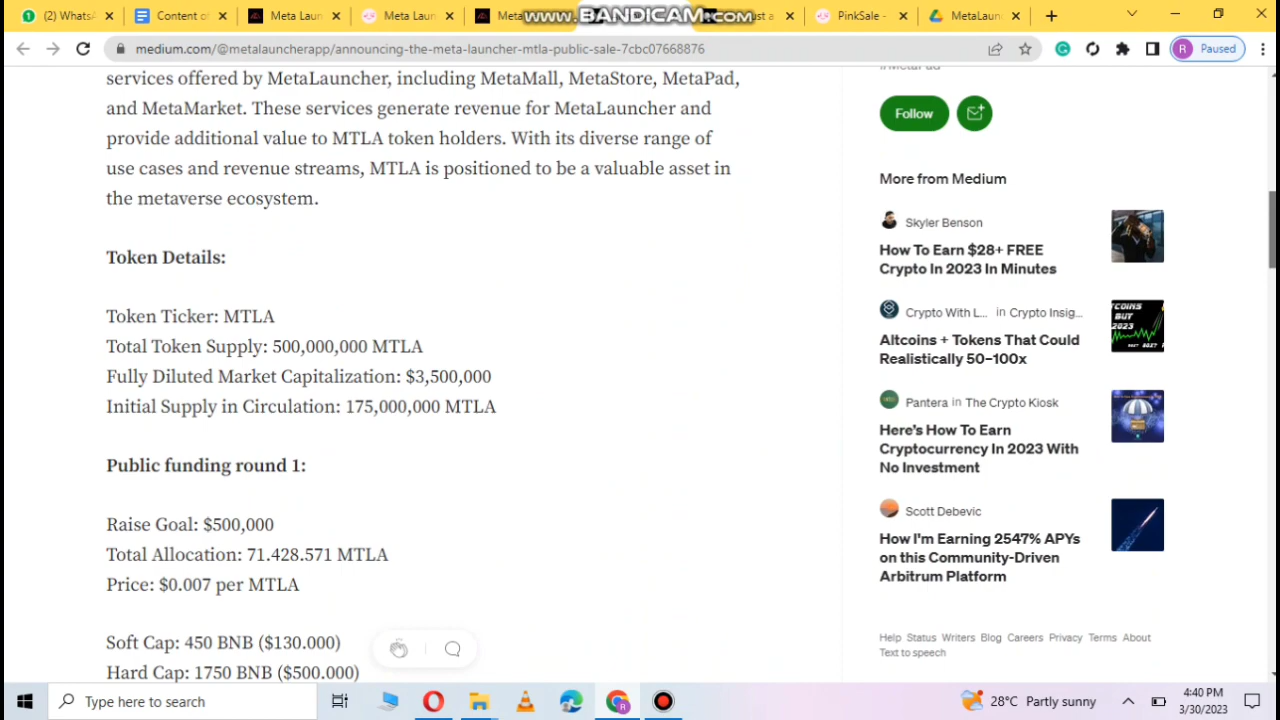 (2) WhatsA
Content of
Meta Laun
Meta Laun
Meta
www.BANDICAM.com
ust a
PinkSale -
MetaLaun
medium.com/@metalauncherapp/announcing-the-meta-launcher-mtla-public-sale-7cbc07668876
R Paused
services offered by MetaLauncher, including MetaMall, MetaStore, MetaPad,
and MetaMarket. These services generate revenue for MetaLauncher and
provide additional value to MTLA token holders. With its diverse range of
use cases and revenue streams, MTLA is positioned to be a valuable asset in
the metaverse ecosystem.
Token Details:
Token Ticker: MTLA
Total Token Supply: 500,000,000 MTLA
Fully Diluted Market Capitalization: $3,500,000
Initial Supply in Circulation: 175,000,000 MTLA
Public funding round 1:
Raise Goal: $500,000
Total Allocation: 71.428.571 MTLA
Price: $0.007 per MTLA
Soft Cap: 450 BNB ($130.000)
Hard Cap: 1750 BNB ($500.000)
Follow
More from Medium
Skyler Benson
How To Earn $28+ FREE
Crypto In 2023 In Minutes
Crypto With L... in Crypto Insig...
Altcoins + Tokens That Could
Realistically 50–100x
Pantera in The Crypto Kiosk
Here's How To Earn
Cryptocurrency In 2023 With
No Investment
Scott Debevic
How I'm Earning 2547% APYs
on this Community-Driven
Arbitrum Platform
Help Status Writers Blog Careers Privacy Terms About
Text to speech
Type here to search
28°C Partly sunny
4:40 PM
3/30/2023